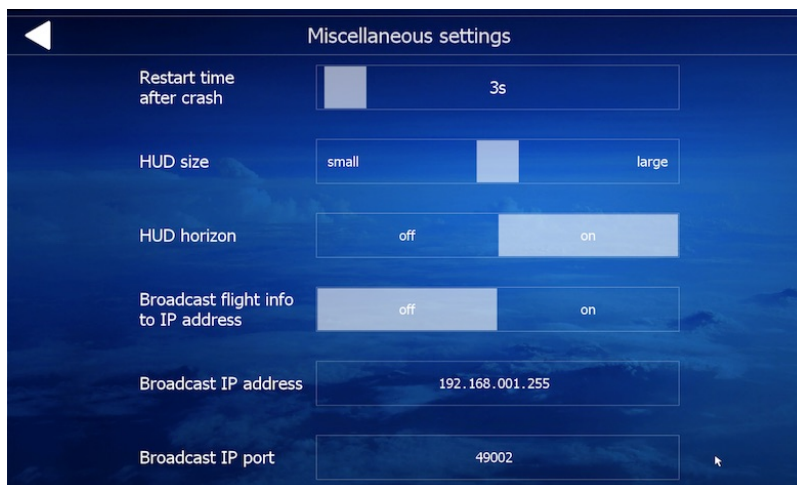 Miscellaneous settings
Restart time
after crash
3s
HUD size
small
large
HUD horizon
off
on
Broadcast flight info
to IP address
off
on
Broadcast IP address
192.168.001.255
Broadcast IP port
49002